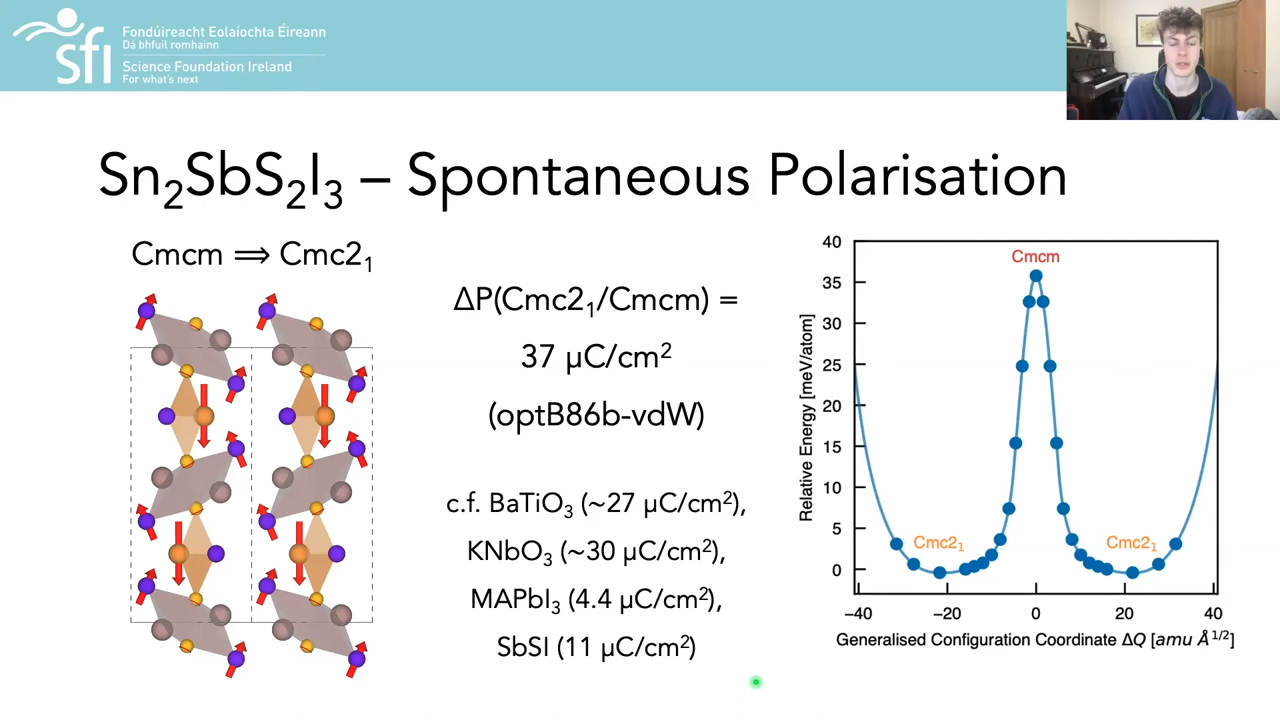 Fondúireacht Eolaíochta Éireann
Dá bhfuil romhainn
sfi
Science Foundation Ireland
For what's next
Sn₂SbS₂I₃ – Spontaneous Polarisation
Cmcm ⟹ Cmc2₁
ΔP(Cmc2₁/Cmcm) =
37 μC/cm²
(optB86b-vdW)
c.f. BaTiO₃ (~27 μC/cm²),
KNbO₃ (~30 μC/cm²),
MAPbI₃ (4.4 μC/cm²),
SbSI (11 μC/cm²)
Relative Energy [meV/atom]
40
35
30
25
20
15
10
5
0
Cmcm
Cmc2₁
Cmc2₁
−40
−20
0
20
40
Generalised Configuration Coordinate ΔQ [amu Å¹ᐟ²]